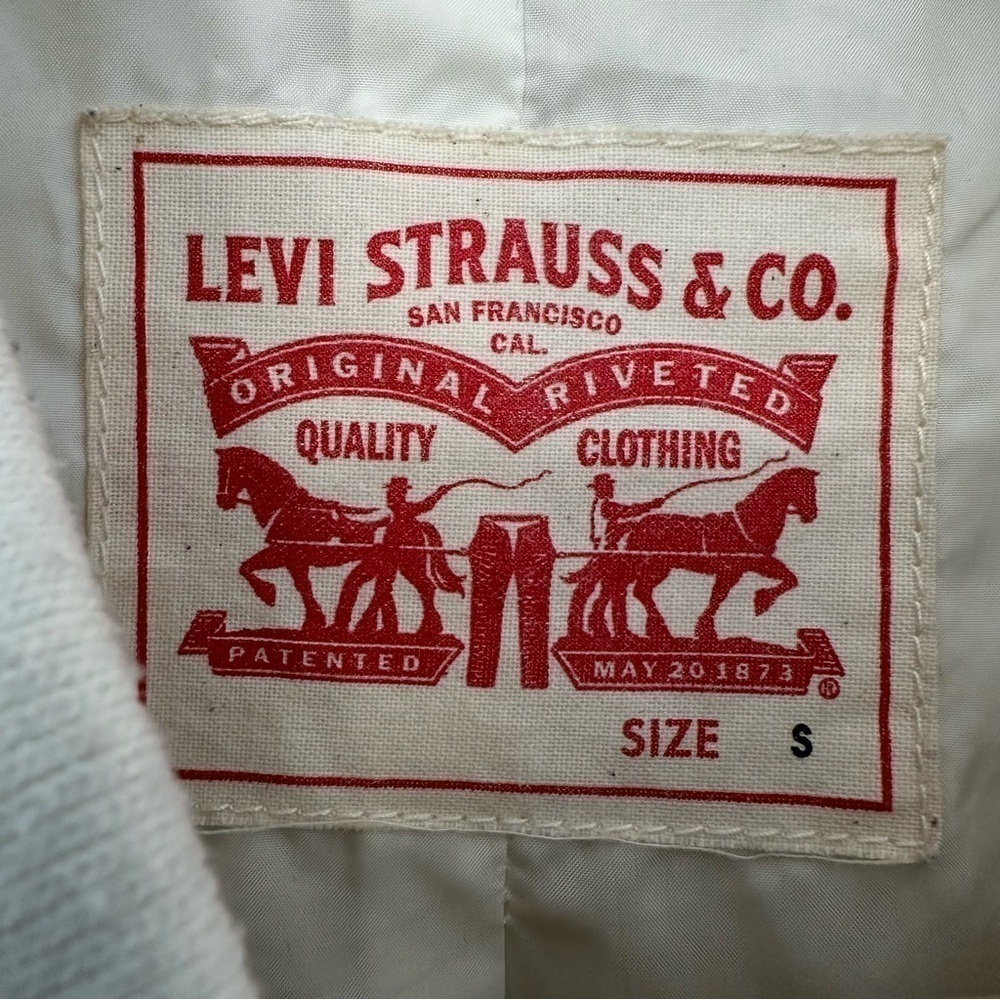 LEVI STRAUSS & CO.
SAN FRANCISCO
CAL.
ORIGINAL RIVETED
QUALITY CLOTHING
PATENTED MAY 20 1873 ®
SIZE S